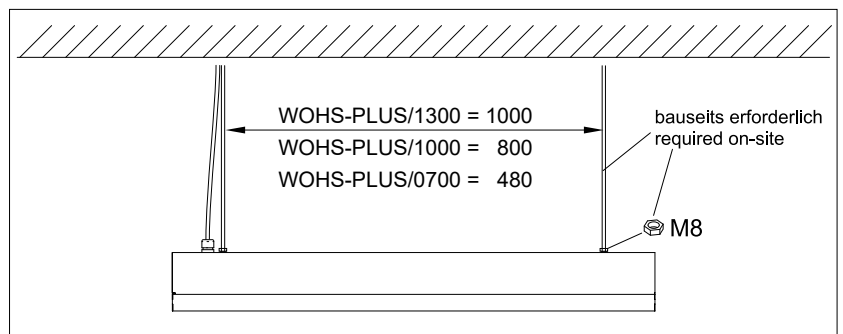 WOHS-PLUS/1300 = 1000
WOHS-PLUS/1000 = 800
WOHS-PLUS/0700 = 480
bauseits erforderlich
required on-site
M8